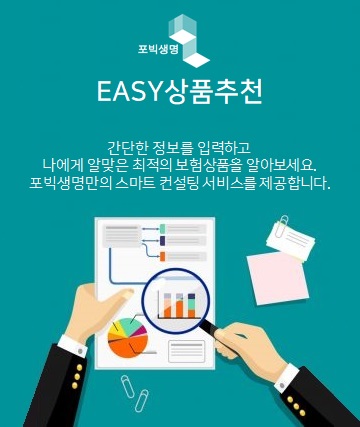 포빅생명
EASY상품추천
간단한 정보를 입력하고
나에게 알맞은 최적의 보험상품을 알아보세요.
포빅생명만의 스마트 컨설팅 서비스를 제공합니다.